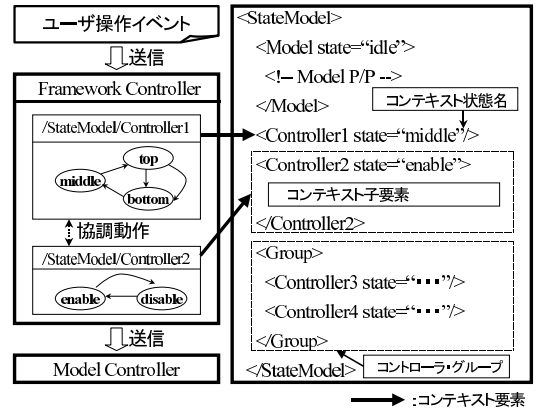 ユーザ操作イベント
送信
Framework Controller
/StateModel/Controller1
top
middle
bottom
協調動作
/StateModel/Controller2
enable
disable
送信
Model Controller
<StateModel>
<Model state=“idle”>
<!-- Model P/P -->
</Model>
コンテキスト状態名
<Controller1 state=“middle”/>
<Controller2 state=“enable”>
コンテキスト子要素
</Controller2>
<Group>
<Controller3 state=“▪▪▪”/>
<Controller4 state=“▪▪▪”/>
</Group>
コントローラ・グループ
</StateModel>
:コンテキスト要素